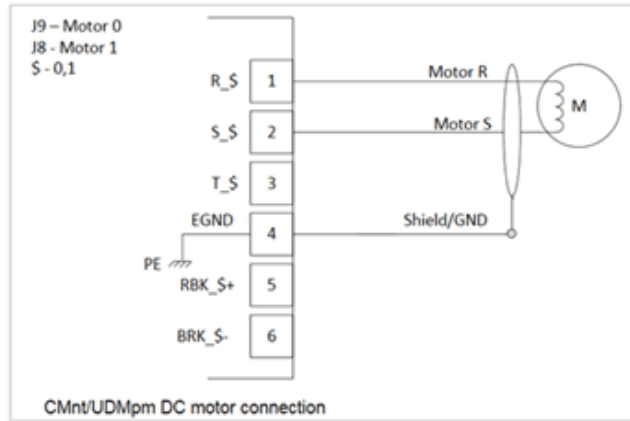 J9 – Motor 0
J8 - Motor 1
$ - 0,1
R_$ 1 Motor R
M
S_$ 2 Motor S
T_$ 3
EGND 4 Shield/GND
PE
RBK_$+ 5
BRK_$- 6
CMnt/UDMpm DC motor connection